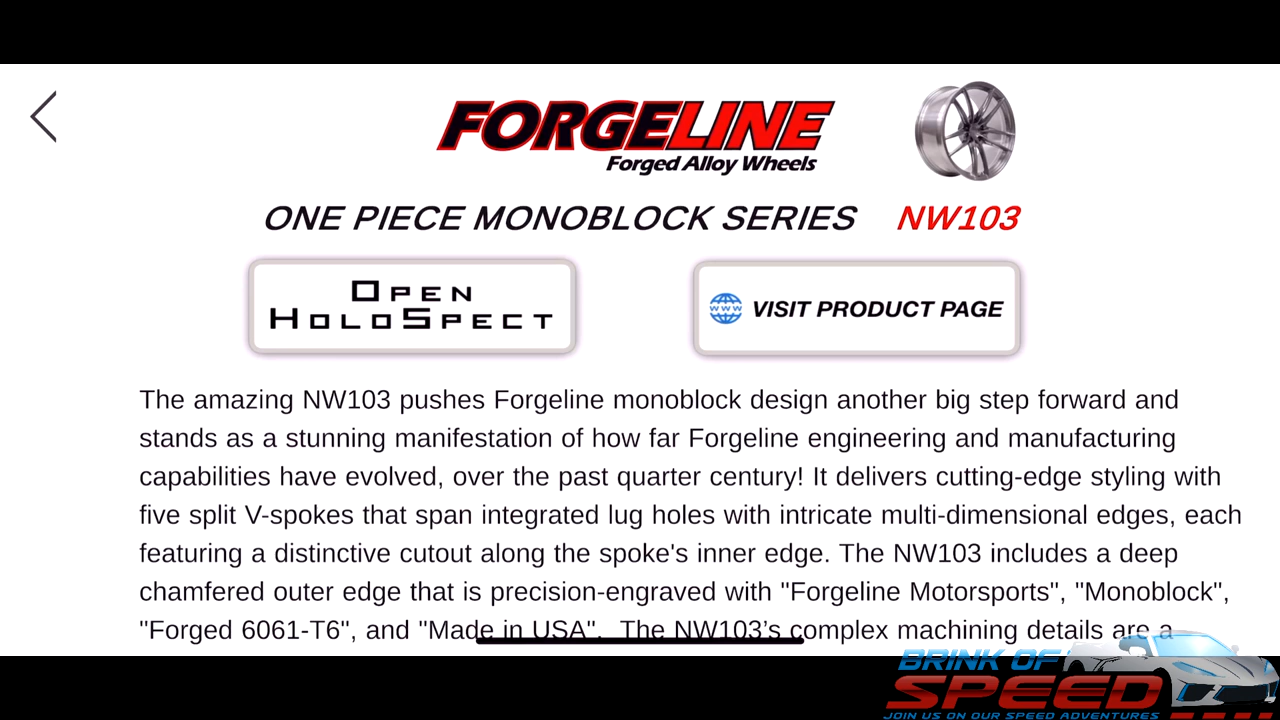 FORGELINE
Forged Alloy Wheels
ONE PIECE MONOBLOCK SERIES NW103
OPEN
HOLOSPECT
WWW VISIT PRODUCT PAGE
The amazing NW103 pushes Forgeline monoblock design another big step forward and
stands as a stunning manifestation of how far Forgeline engineering and manufacturing
capabilities have evolved, over the past quarter century! It delivers cutting-edge styling with
five split V-spokes that span integrated lug holes with intricate multi-dimensional edges, each
featuring a distinctive cutout along the spoke's inner edge. The NW103 includes a deep
chamfered outer edge that is precision-engraved with "Forgeline Motorsports", "Monoblock",
"Forged 6061-T6", and "Made in USA".  The NW103’s complex machining details are a
BRINK OF
SPEED
JOIN US ON OUR SPEED ADVENTURES